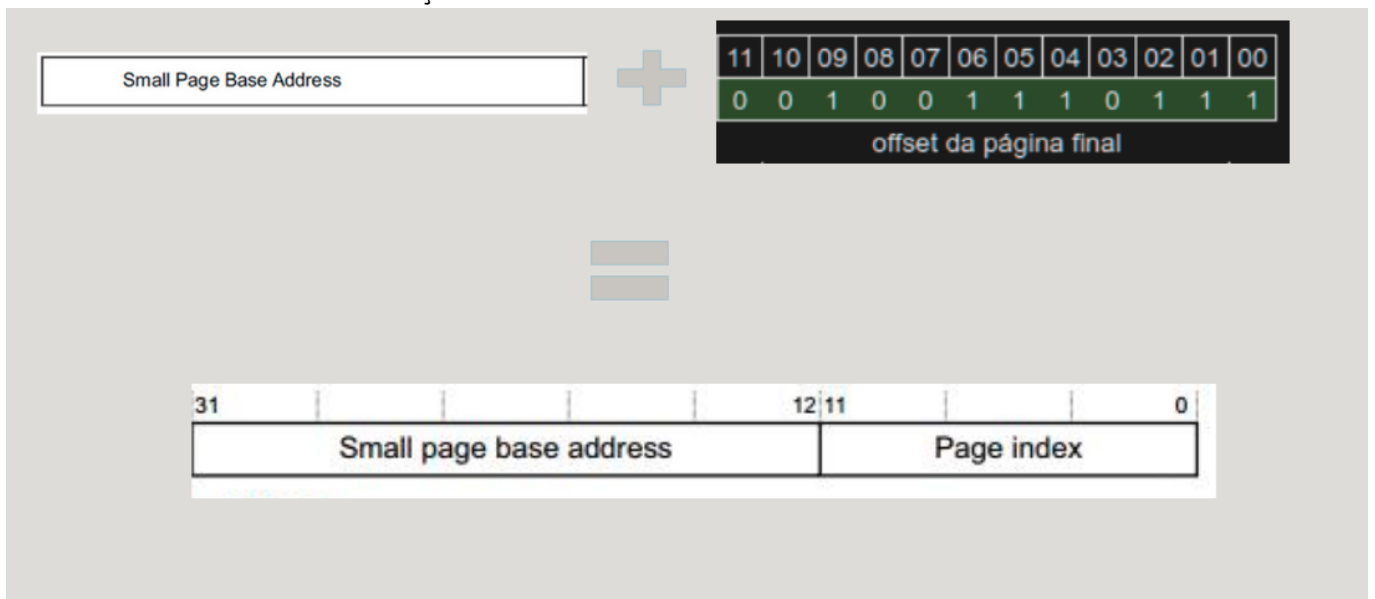 Small Page Base Address
11 10 09 08 07 06 05 04 03 02 01 00
0 0 1 0 0 1 1 1 0 1 1 1
offset da página final
31 12 11 0
Small page base address Page index